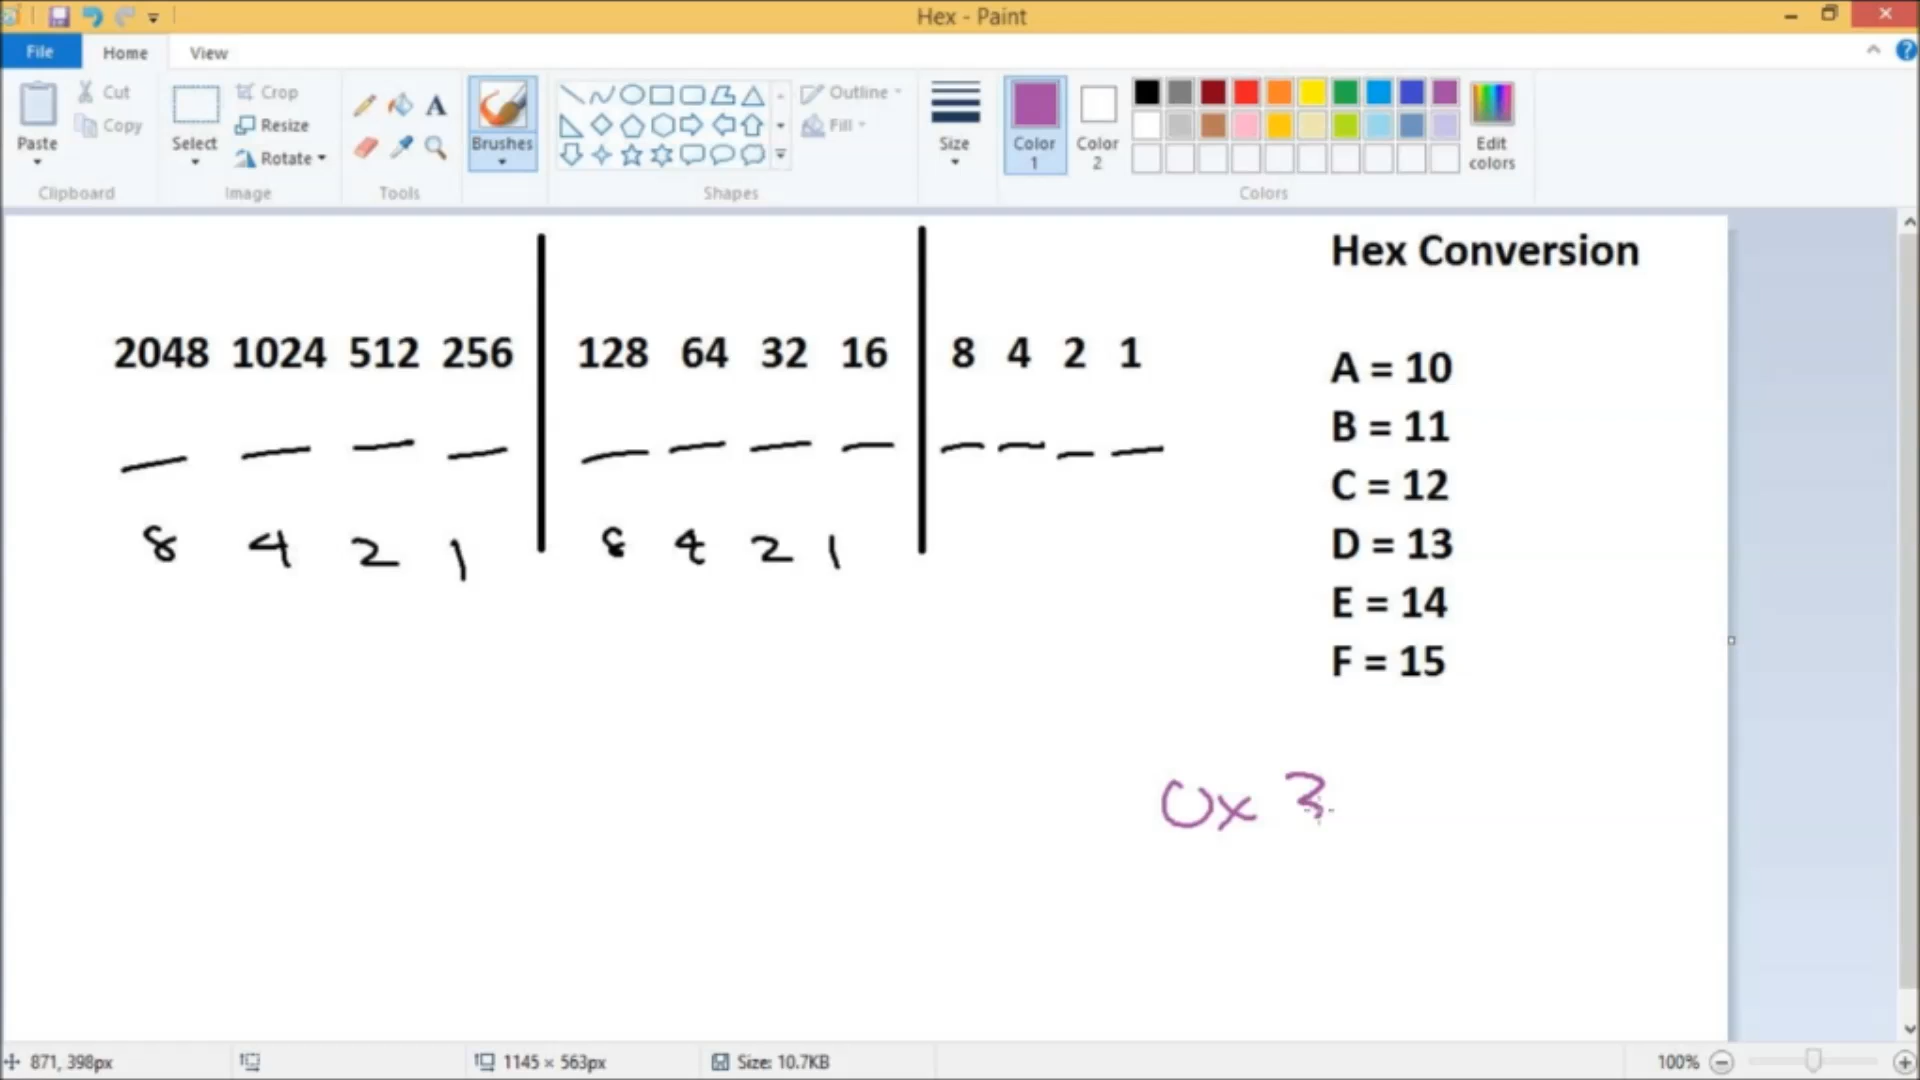 Hex - Paint
File Home View
Paste Cut Copy Clipboard
Select Crop Resize Rotate Image
A Tools
Brushes
Shapes Outline Fill
Size
Color 1 Color 2 Edit colors Colors
Hex Conversion
2048 1024 512 256 128 64 32 16 8 4 2 1
8 4 2 1 8 4 2 1
A = 10
B = 11
C = 12
D = 13
E = 14
F = 15
0x 3
871, 398px 1145 × 563px Size: 10.7KB 100%